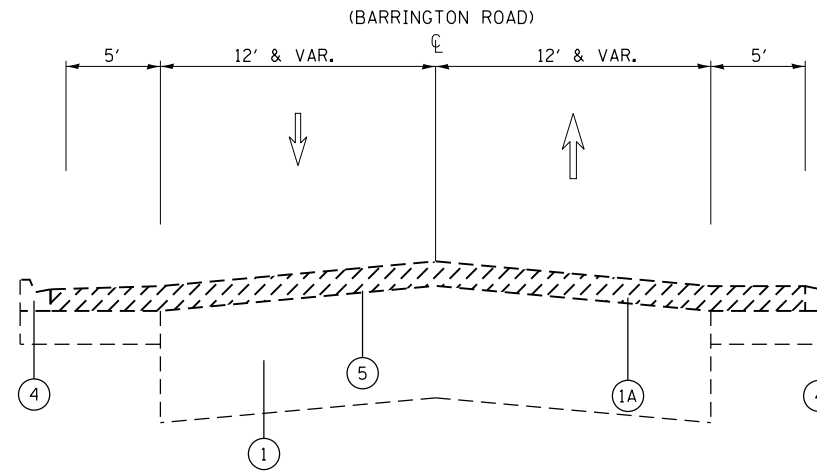 (BARRINGTON ROAD)
℄
5' 12' & VAR. 12' & VAR. 5'
5
4 1A
1